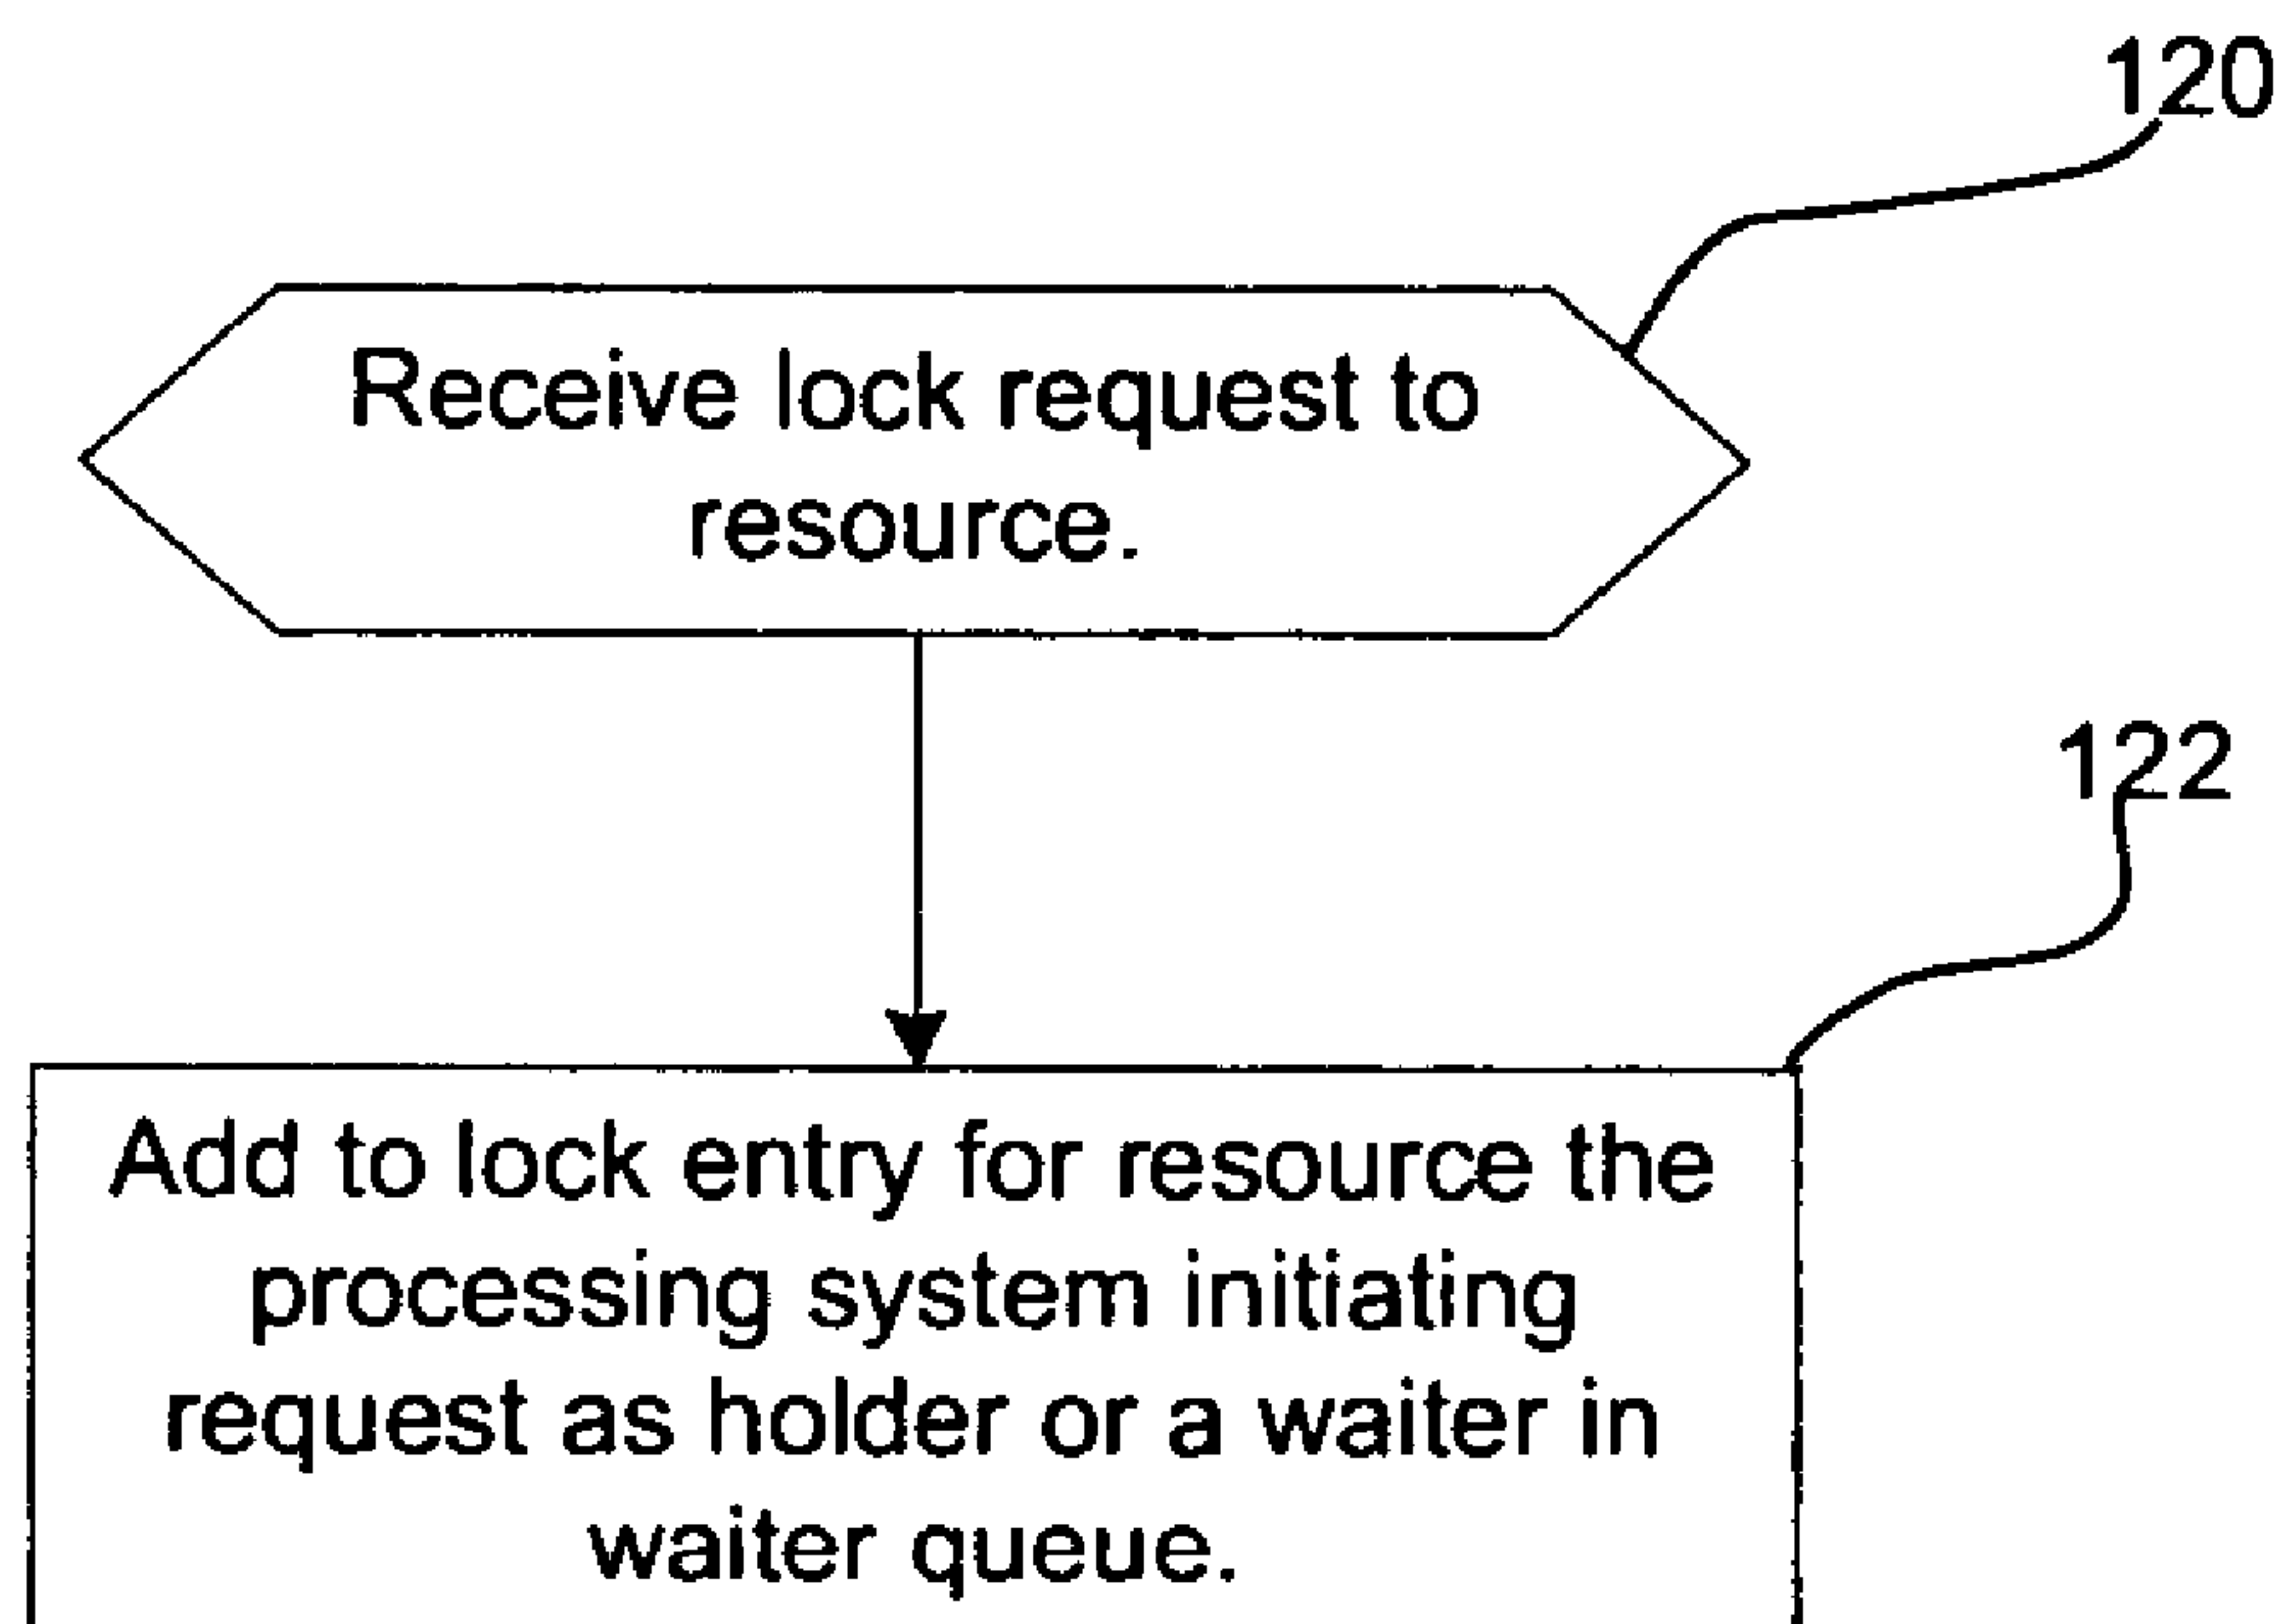 120
Receive lock request to
resource.
122
Add to lock entry for resource the
processing system initiating
request as holder or a waiter in
waiter queue.